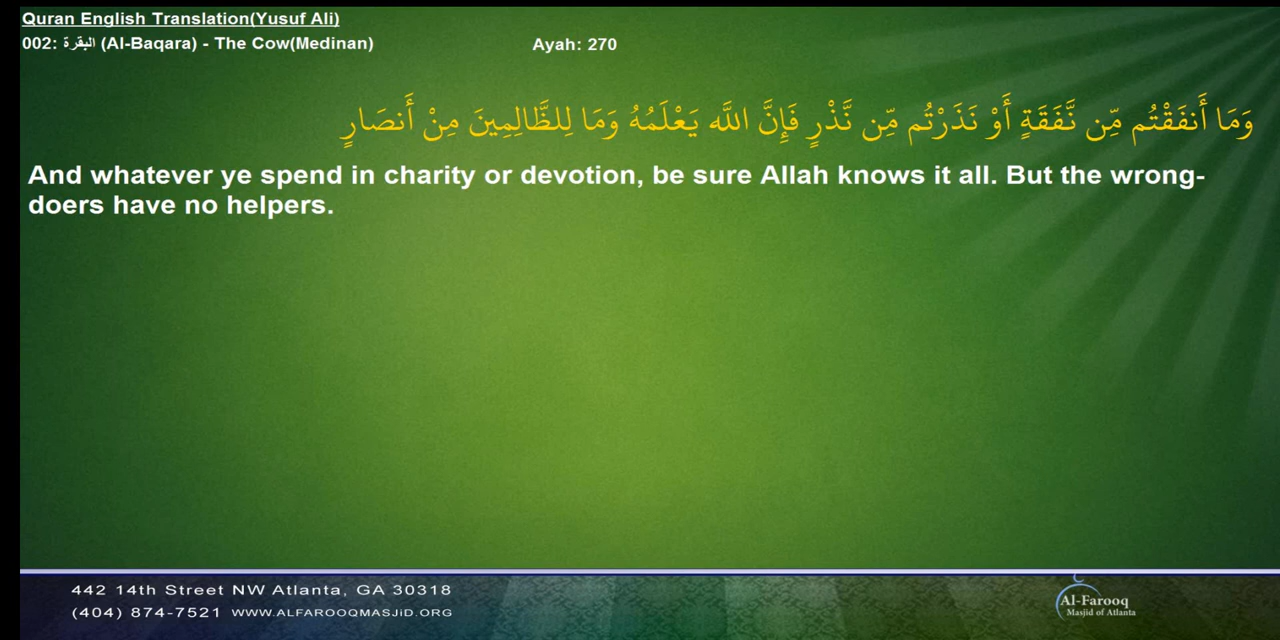 Quran English Translation(Yusuf Ali)
002: البقرة (Al-Baqara) - The Cow(Medinan)
Ayah: 270
وَمَا أَنفَقْتُم مِّن نَّفَقَةٍ أَوْ نَذَرْتُم مِّن نَّذْرٍ فَإِنَّ اللَّه يَعْلَمُهُ وَمَا لِلظَّالِمِينَ مِنْ أَنصَارٍ
And whatever ye spend in charity or devotion, be sure Allah knows it all. But the wrong-
doers have no helpers.
442 14th Street NW Atlanta, GA 30318
(404) 874-7521 WWW.ALFAROOQMASJiD.ORG
Al-Farooq
Masjid of Atlanta